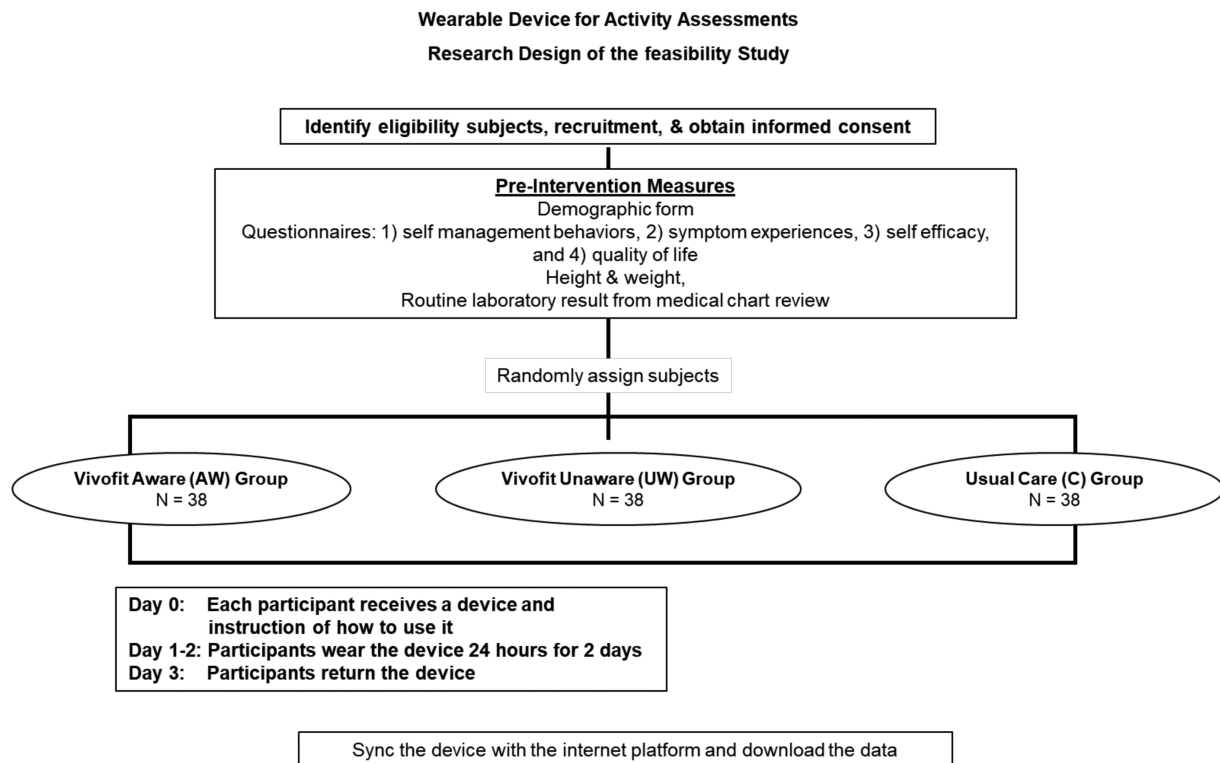 Wearable Device for Activity Assessments
Research Design of the feasibility Study
Identify eligibility subjects, recruitment, & obtain informed consent
Pre-Intervention Measures
Demographic form
Questionnaires: 1) self management behaviors, 2) symptom experiences, 3) self efficacy,
and 4) quality of life
Height & weight,
Routine laboratory result from medical chart review
Randomly assign subjects
Vivofit Aware (AW) Group
N = 38
Vivofit Unaware (UW) Group
N = 38
Usual Care (C) Group
N = 38
Day 0: Each participant receives a device and
instruction of how to use it
Day 1-2: Participants wear the device 24 hours for 2 days
Day 3: Participants return the device
Sync the device with the internet platform and download the data